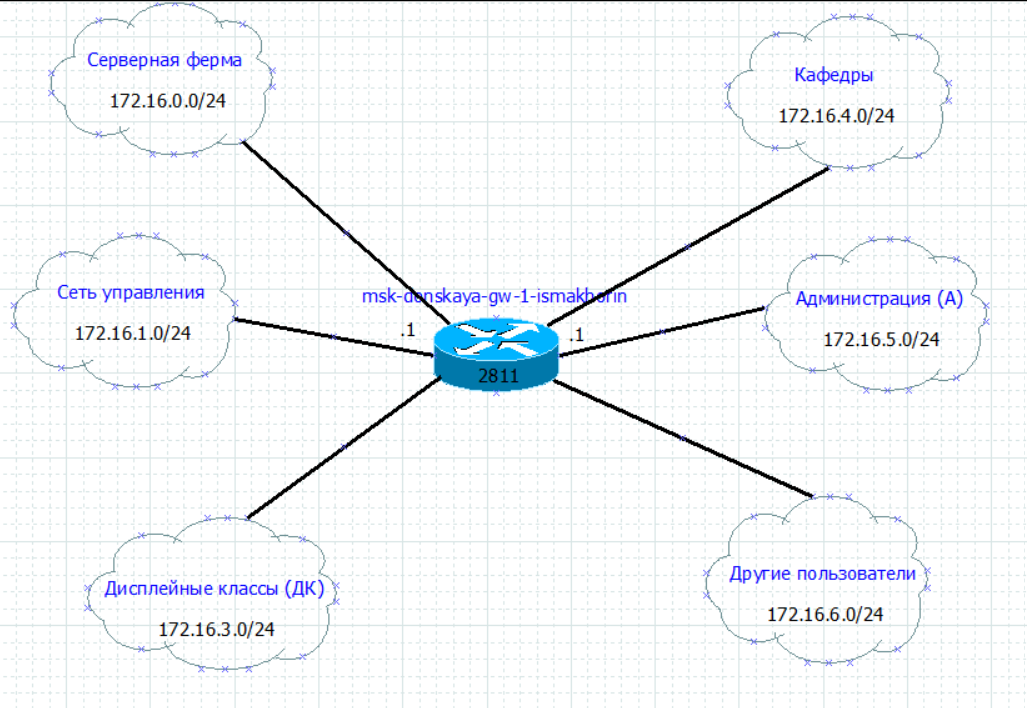 Серверная ферма
172.16.0.0/24
Кафедры
172.16.4.0/24
Сеть управления
172.16.1.0/24
msk-donskaya-gw-1-ismakhorin
.1
.1
2811
Администрация (А)
172.16.5.0/24
Дисплейные классы (ДК)
172.16.3.0/24
Другие пользователи
172.16.6.0/24